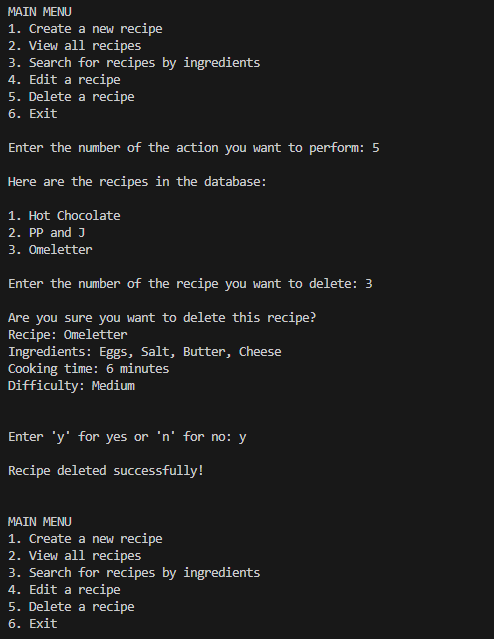 MAIN MENU
1. Create a new recipe
2. View all recipes
3. Search for recipes by ingredients
4. Edit a recipe
5. Delete a recipe
6. Exit
Enter the number of the action you want to perform: 5
Here are the recipes in the database:
1. Hot Chocolate
2. PP and J
3. Omeletter
Enter the number of the recipe you want to delete: 3
Are you sure you want to delete this recipe?
Recipe: Omeletter
Ingredients: Eggs, Salt, Butter, Cheese
Cooking time: 6 minutes
Difficulty: Medium
Enter 'y' for yes or 'n' for no: y
Recipe deleted successfully!
MAIN MENU
1. Create a new recipe
2. View all recipes
3. Search for recipes by ingredients
4. Edit a recipe
5. Delete a recipe
6. Exit